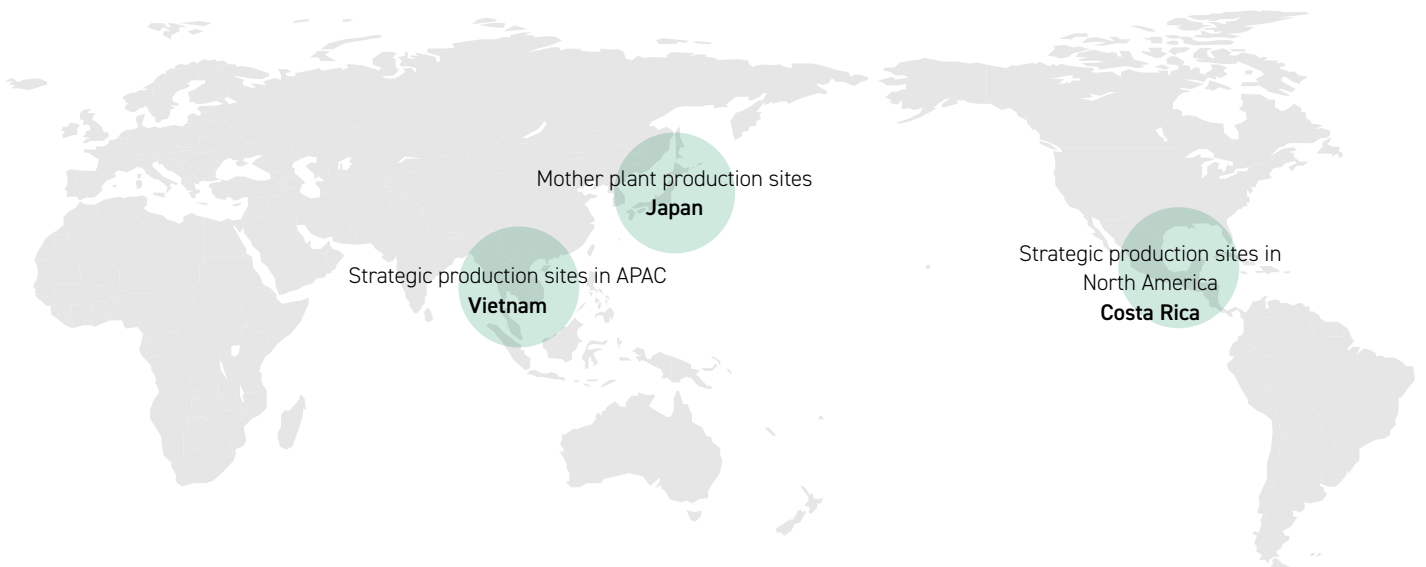 Mother plant production sites
Japan
Strategic production sites in APAC
Vietnam
Strategic production sites in
North America
Costa Rica